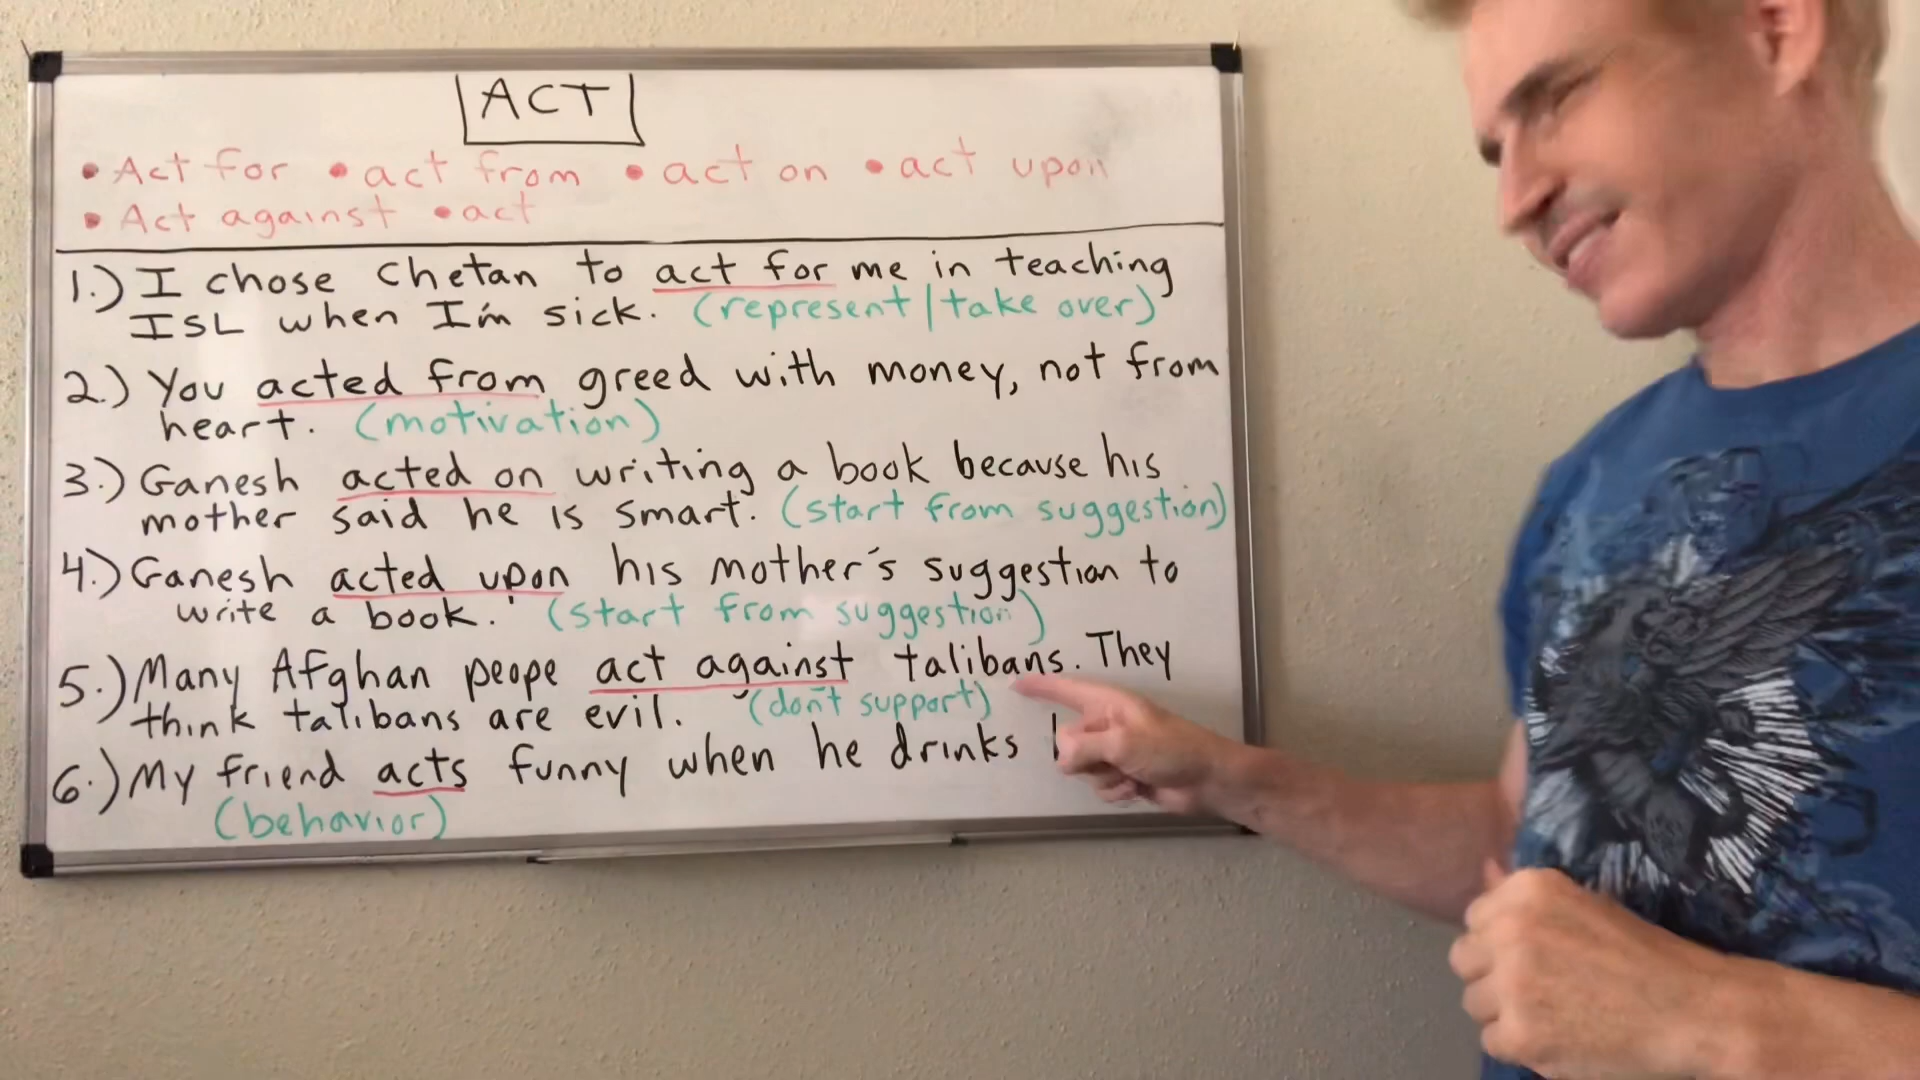 ACT
• Act for • act from • act on • act upon
• Act against • act
1.) I chose Chetan to act for me in teaching
ISL when I'm sick. (represent/take over)
2.) You acted from greed with money, not from
heart. (motivation)
3.) Ganesh acted on writing a book because his
mother said he is smart. (start from suggestion)
4.) Ganesh acted upon his mother's suggestion to
write a book. (start from suggestion)
5.) Many Afghan peope act against talibans. They
think talibans are evil. (don't support)
6.) My friend acts funny when he drinks
(behavior)